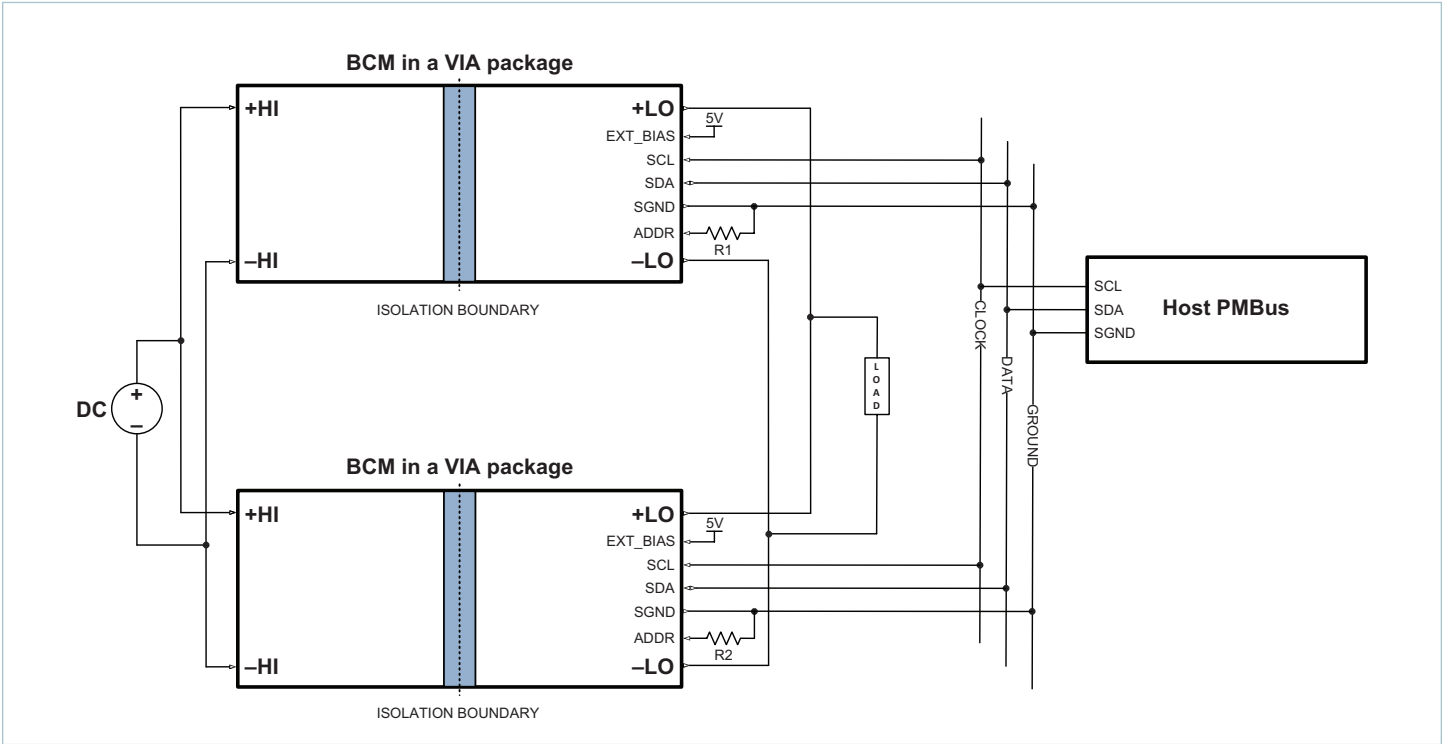 BCM in a VIA package
+HI
–HI
+LO
5V
EXT_BIAS
SCL
SDA
SGND
ADDR
R1
–LO
ISOLATION BOUNDARY
SCL
SDA
SGND
Host PMBus
CLOCK
DATA
GROUND
LOAD
DC
+
–
BCM in a VIA package
+HI
–HI
+LO
5V
EXT_BIAS
SCL
SDA
SGND
ADDR
R2
–LO
ISOLATION BOUNDARY